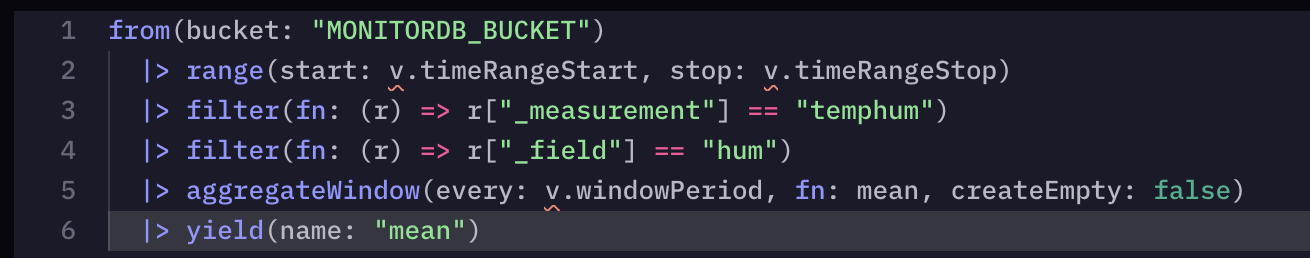 1 from(bucket: "MONITORDB_BUCKET")
2 |> range(start: v.timeRangeStart, stop: v.timeRangeStop)
3 |> filter(fn: (r) => r["_measurement"] == "temphum")
4 |> filter(fn: (r) => r["_field"] == "hum")
5 |> aggregateWindow(every: v.windowPeriod, fn: mean, createEmpty: false)
6 |> yield(name: "mean")